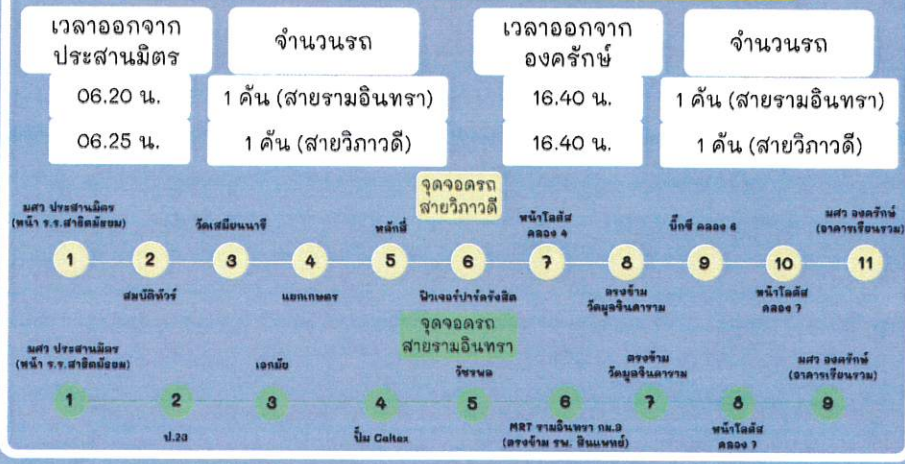 เวลาออกจาก
ประสานมิตร
จำนวนรถ
เวลาออกจาก
องครักษ์
จำนวนรถ
06.20 น.
1 คัน (สายรามอินทรา)
16.40 น.
1 คัน (สายรามอินทรา)
06.25 น.
1 คัน (สายวิภาวดี)
16.40 น.
1 คัน (สายวิภาวดี)
จุดจอดรถ
สายวิภาวดี
มศว ประสานมิตร
(หน้า ร.ร.สาธิตมัธยม)
วัดเสมียนนารี
หลักสี่
หน้าโลตัส
คลอง 4
บิ๊กซี คลอง 6
มศว องครักษ์
(อาคารเรียนรวม)
1 2 3 4 5 6 7 8 9 10 11
สมบัติทัวร์
แยกเกษตร
ฟิวเจอร์ปาร์ครังสิต
ตรงข้าม
วัดมูลจินดาราม
หน้าโลตัส
คลอง 7
จุดจอดรถ
สายรามอินทรา
มศว ประสานมิตร
(หน้า ร.ร.สาธิตมัธยม)
เอกมัย
วัชรพล
ตรงข้าม
วัดมูลจินดาราม
มศว องครักษ์
(อาคารเรียนรวม)
1 2 3 4 5 6 7 8 9
ป.20
ปั๊ม Caltex
MRT รามอินทรา กม.9
(ตรงข้าม รพ. สินแพทย์)
หน้าโลตัส
คลอง 7